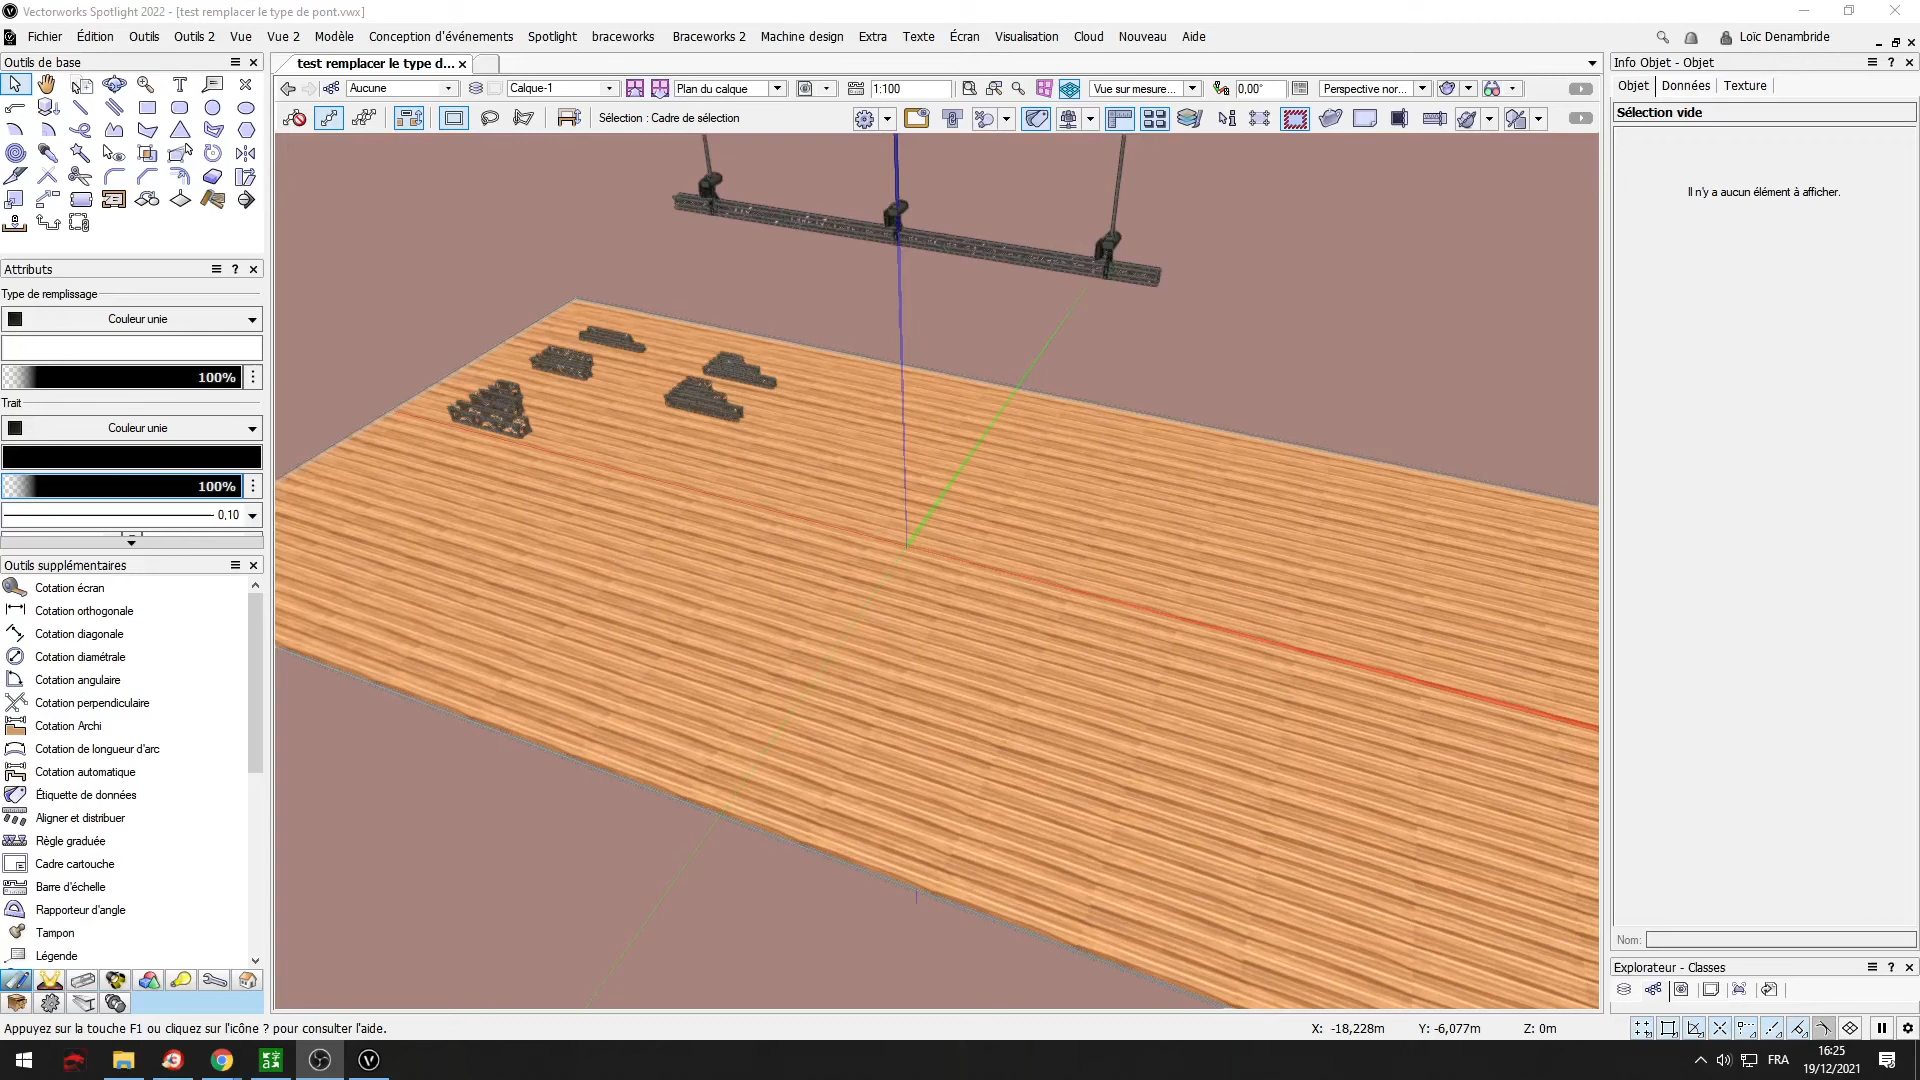 Vectorworks Spotlight 2022 - [test remplacer le type de pont.vwx]
Fichier Édition Outils Outils 2 Vue Vue 2 Modèle Conception d'événements Spotlight braceworks Braceworks 2 Machine design Extra Texte Écran Visualisation Cloud Nouveau Aide Loïc Denambride
Outils de base
test remplacer le type d...
Info Objet - Objet
Aucune Calque-1 Plan du calque 1:100 Vue sur mesure... 0,00° Perspective nor...
Objet Données Texture
Sélection : Cadre de sélection
Sélection vide
Il n'y a aucun élément à afficher.
Attributs
Type de remplissage
Couleur unie
100%
Trait
Couleur unie
100%
0,10
Outils supplémentaires
Cotation écran
Cotation orthogonale
Cotation diagonale
Cotation diamétrale
Cotation angulaire
Cotation perpendiculaire
Cotation Archi
Cotation de longueur d'arc
Cotation automatique
Étiquette de données
Aligner et distribuer
Règle graduée
Cadre cartouche
Barre d'échelle
Rapporteur d'angle
Tampon
Légende
Nom:
Explorateur - Classes
Appuyez sur la touche F1 ou cliquez sur l'icône ? pour consulter l'aide.
X: -18,228m Y: -6,077m Z: 0m
FRA
16:25
19/12/2021